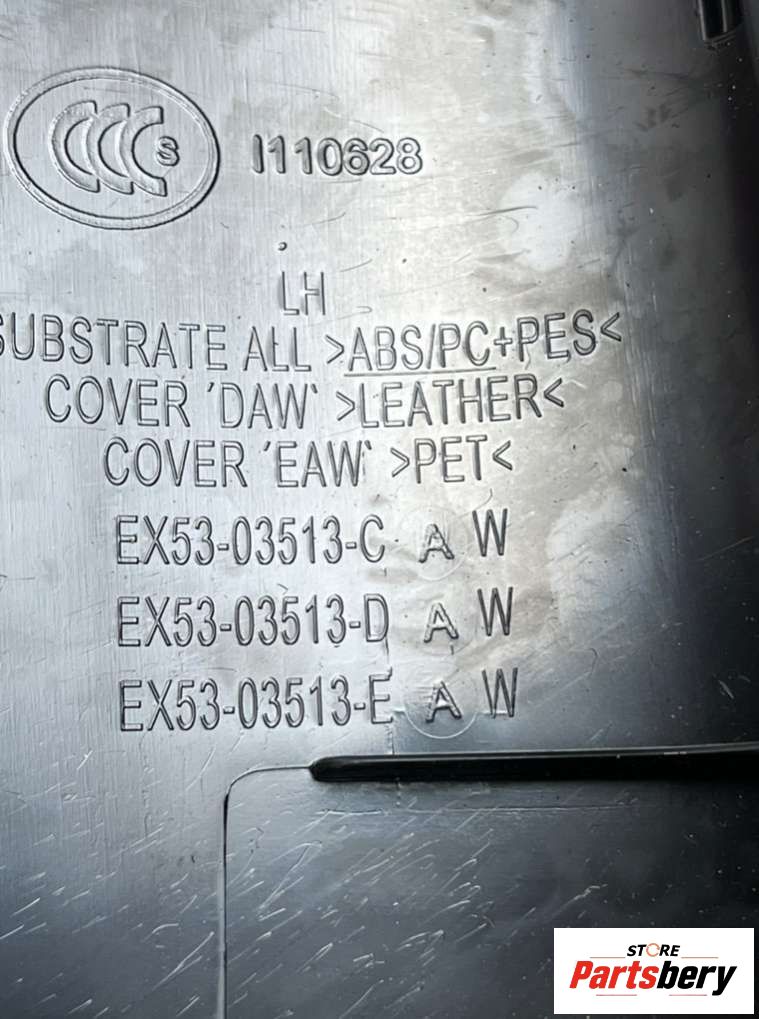 CCC S
I110628
LH
SUBSTRATE ALL >ABS/PC+PES<
COVER 'DAW' >LEATHER<
COVER 'EAW' >PET<
EX53-03513-C A W
EX53-03513-D A W
EX53-03513-E A W
STORE
Partsbery